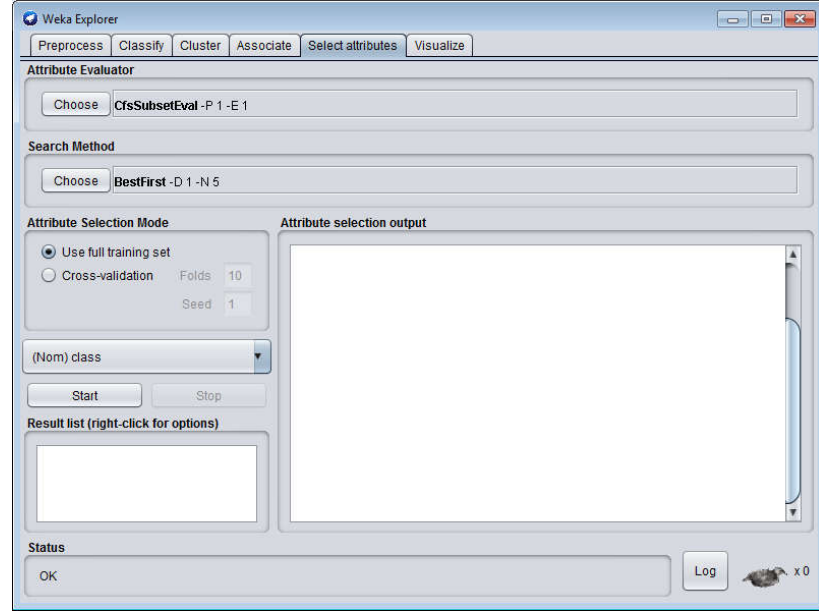 Weka Explorer
Preprocess Classify Cluster Associate Select attributes Visualize
Attribute Evaluator
Choose CfsSubsetEval -P 1 -E 1
Search Method
Choose BestFirst -D 1 -N 5
Attribute Selection Mode
Use full training set
Cross-validation Folds 10
Seed 1
(Nom) class
Start Stop
Result list (right-click for options)
Attribute selection output
Status
OK
Log x 0